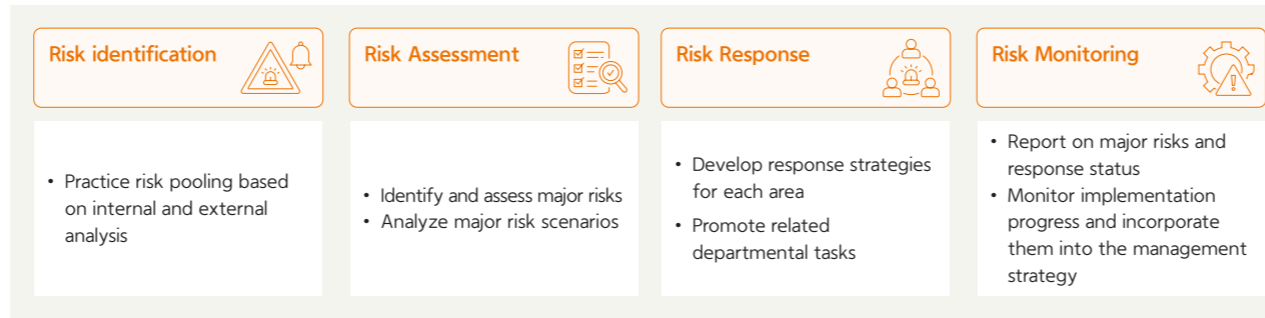 Risk identification
• Practice risk pooling based
on internal and external
analysis
Risk Assessment
• Identify and assess major risks
• Analyze major risk scenarios
Risk Response
• Develop response strategies
for each area
• Promote related
departmental tasks
Risk Monitoring
• Report on major risks and
response status
• Monitor implementation
progress and incorporate
them into the management
strategy